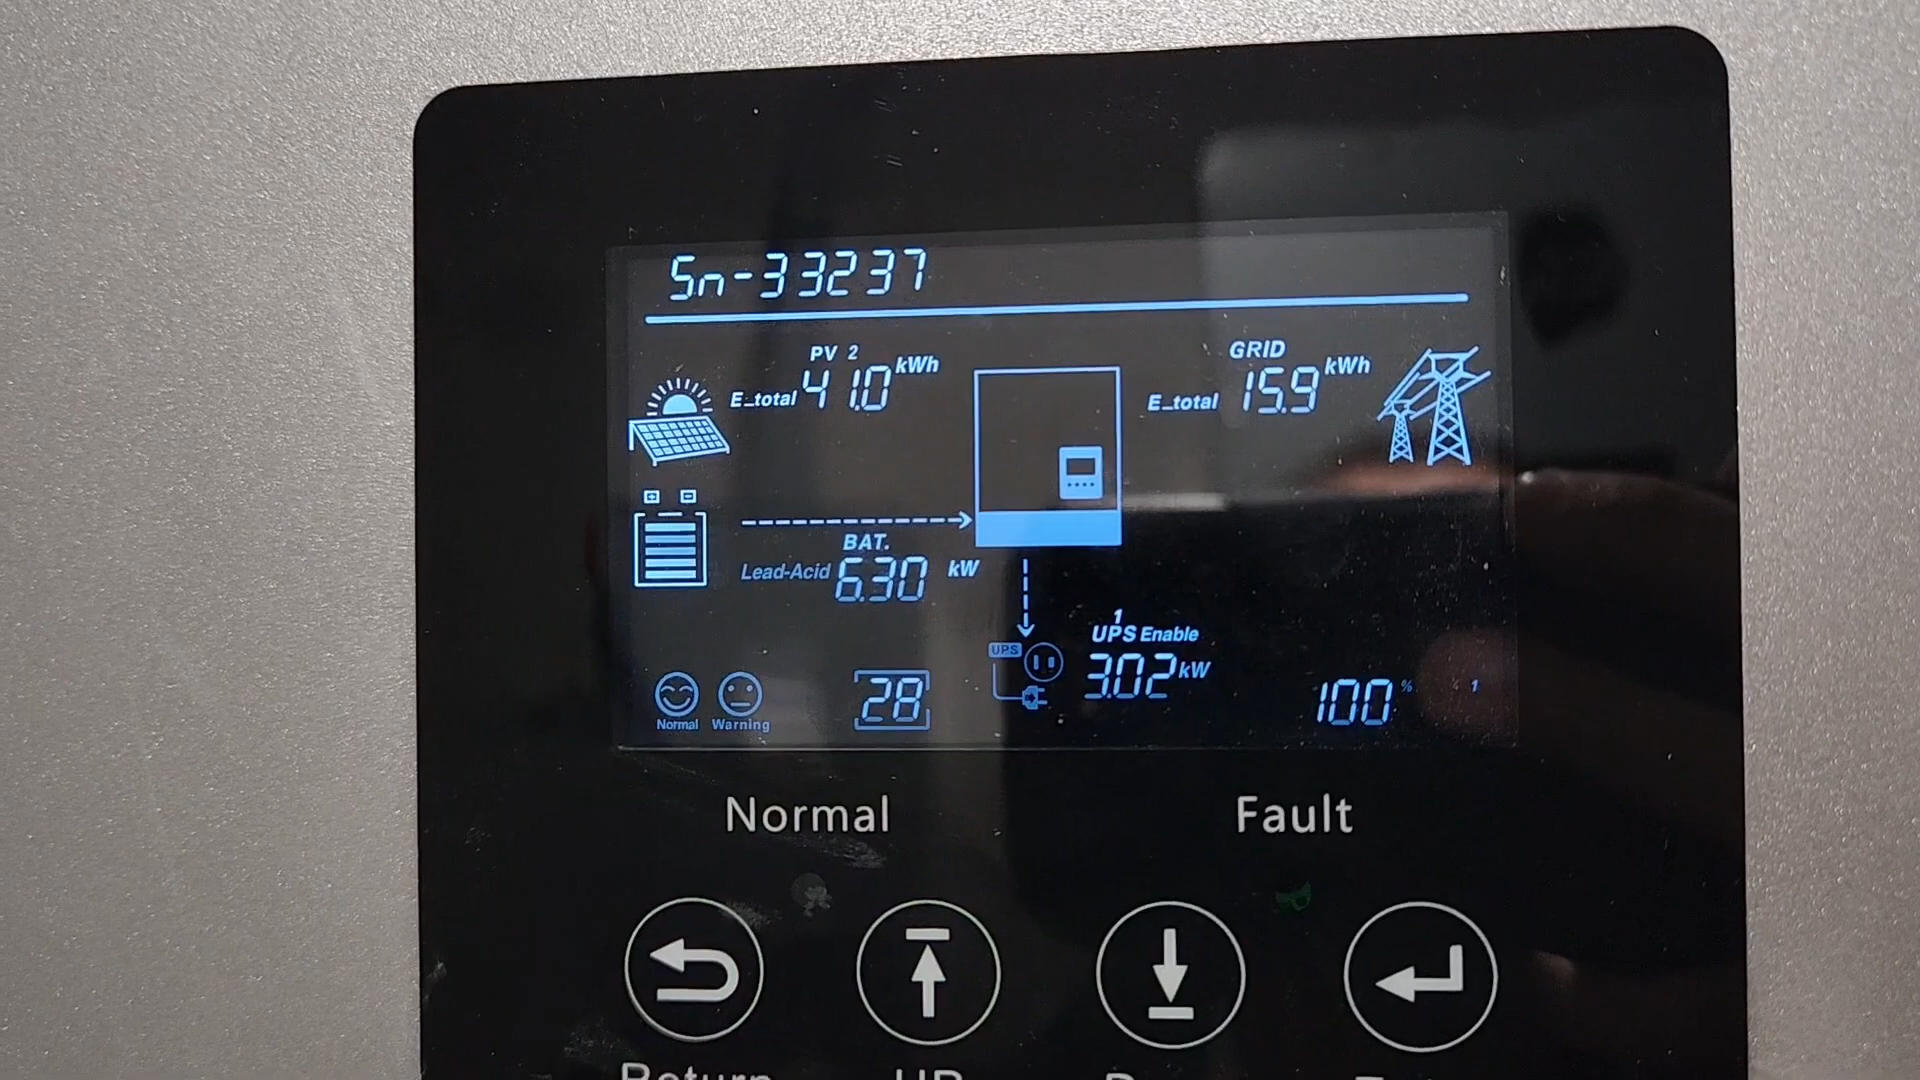 Sn-33237
PV 2
E_total 41.0 kWh
GRID
E_total 15.9 kWh
BAT.
Lead-Acid 6.30 kW
1
UPS Enable
UPS
3.02 kW
Normal Warning
28
100 %
1
Normal Fault
Return UP